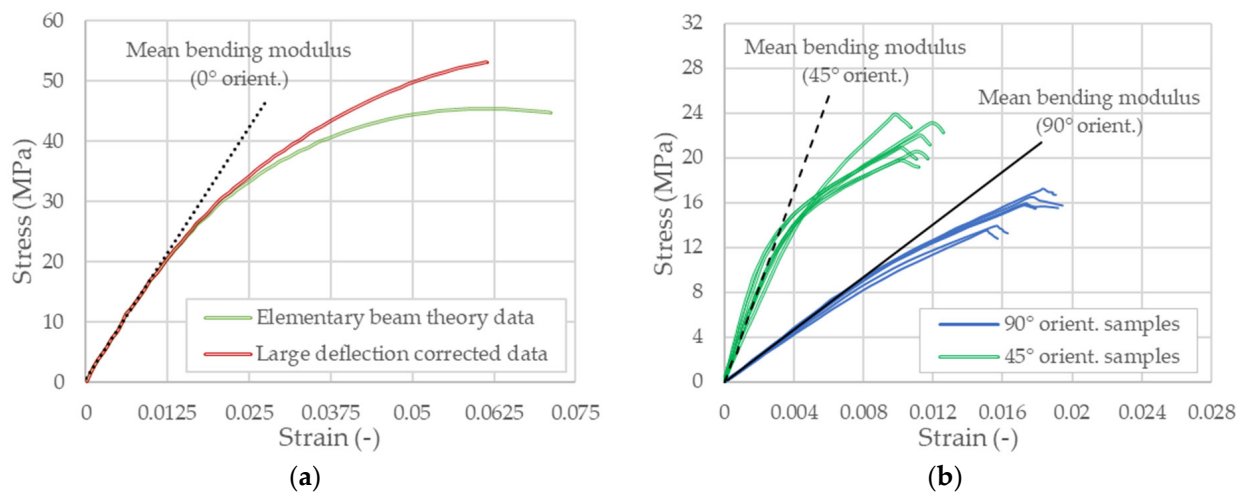 60
50
40
30
20
10
0
Stress (MPa)
Mean bending modulus
(0° orient.)
Elementary beam theory data
Large deflection corrected data
0 0.0125 0.025 0.0375 0.05 0.0625 0.075
Strain (-)
(a)
32
28
24
20
16
12
8
4
0
Stress (MPa)
Mean bending modulus
(45° orient.)
Mean bending modulus
(90° orient.)
90° orient. samples
45° orient. samples
0 0.004 0.008 0.012 0.016 0.02 0.024 0.028
Strain (-)
(b)